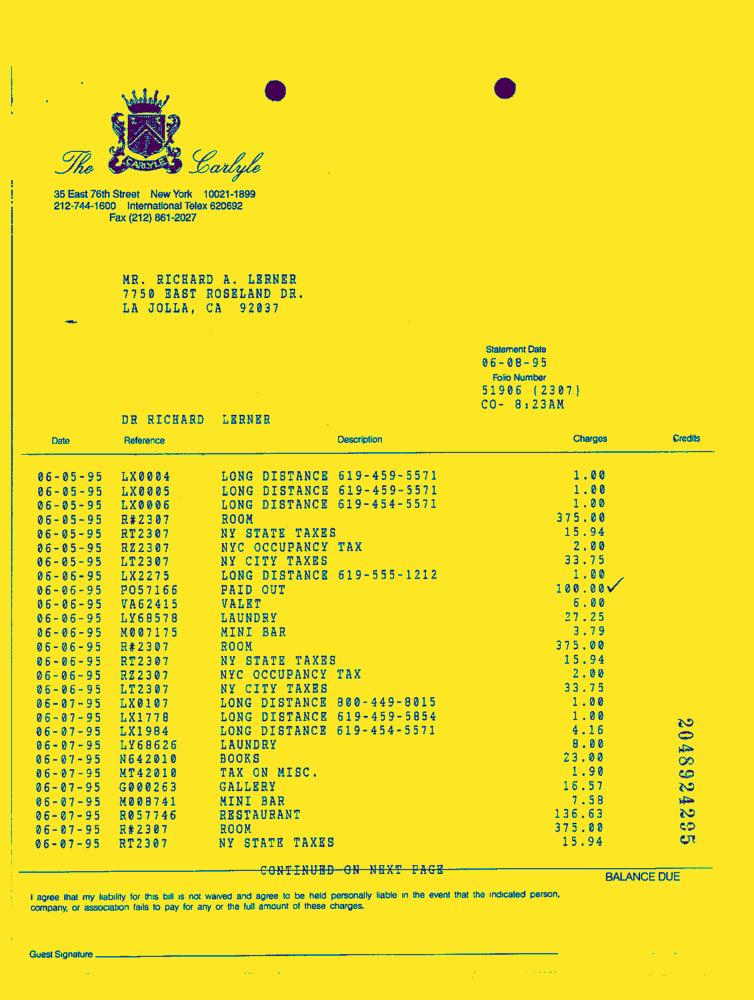 The Carlyle
CARLYLE
35 East 76th Street New York 10021-1899
212-744-1600 International Telex 620692
Fax (212) 861-2027
MR. RICHARD A. LERNER
7750 EAST ROSELAND DR.
LA JOLLA, CA 92037
Statement Date
06-08-95
Folio Number
51906 (2307)
CO- 8:23AM
DR RICHARD LERNER
Date Reference Description Charges Credits
06-05-95 LX0004 LONG DISTANCE 619-459-5571 1.00
06-05-95 LX0005 LONG DISTANCE 619-459-5571 1.00
06-05-95 LX0006 LONG DISTANCE 619-454-5571 1.00
06-05-95 R#2307 ROOM 375.00
06-05-95 RT2307 NY STATE TAXES 15.94
06-05-95 RZ2307 NYC OCCUPANCY TAX 2.00
06-05-95 LT2307 NY CITY TAXES 33.75
06-06-95 LX2275 LONG DISTANCE 619-555-1212 1.00
06-06-95 PO57166 PAID OUT 100.00✓
06-06-95 VA62415 VALET 6.00
06-06-95 LY68578 LAUNDRY 27.25
06-06-95 M007175 MINI BAR 3.79
06-06-95 R#2307 ROOM 375.00
06-06-95 RT2307 NY STATE TAXES 15.94
06-06-95 RZ2307 NYC OCCUPANCY TAX 2.00
06-06-95 LT2307 NY CITY TAXES 33.75
06-07-95 LX0107 LONG DISTANCE 800-449-8015 1.00
06-07-95 LX1778 LONG DISTANCE 619-459-5854 1.00
06-07-95 LX1984 LONG DISTANCE 619-454-5571 4.16
06-07-95 LY68626 LAUNDRY 8.00
06-07-95 N642010 BOOKS 23.00
06-07-95 MT42010 TAX ON MISC. 1.90
06-07-95 G000263 GALLERY 16.57
06-07-95 M008741 MINI BAR 7.58
06-07-95 R057746 RESTAURANT 136.63
06-07-95 R#2307 ROOM 375.00
06-07-95 RT2307 NY STATE TAXES 15.94
2048924295
CONTINUED ON NEXT PAGE
BALANCE DUE
I agree that my liability for this bill is not waived and agree to be held personally liable in the event that the indicated person,
company, or association fails to pay for any or the full amount of these charges.
Guest Signature